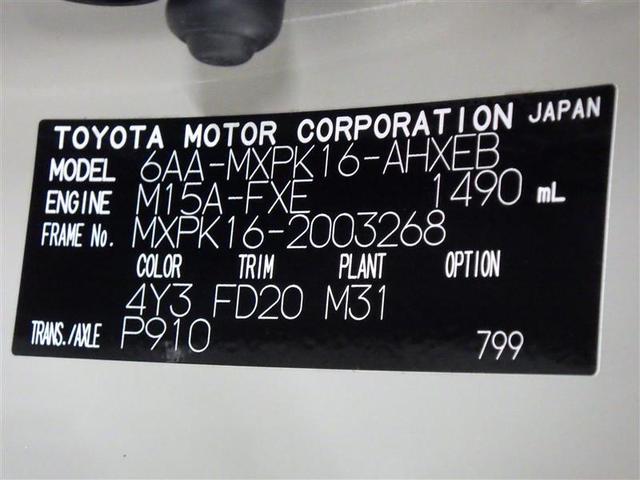 TOYOTA MOTOR CORPORATION JAPAN
MODEL 6AA-MXPK16-AHXEB
ENGINE M15A-FXE 1490 mL
FRAME No. MXPK16-2003268
COLOR TRIM PLANT OPTION
4Y3 FD20 M31
TRANS./AXLE P910 799